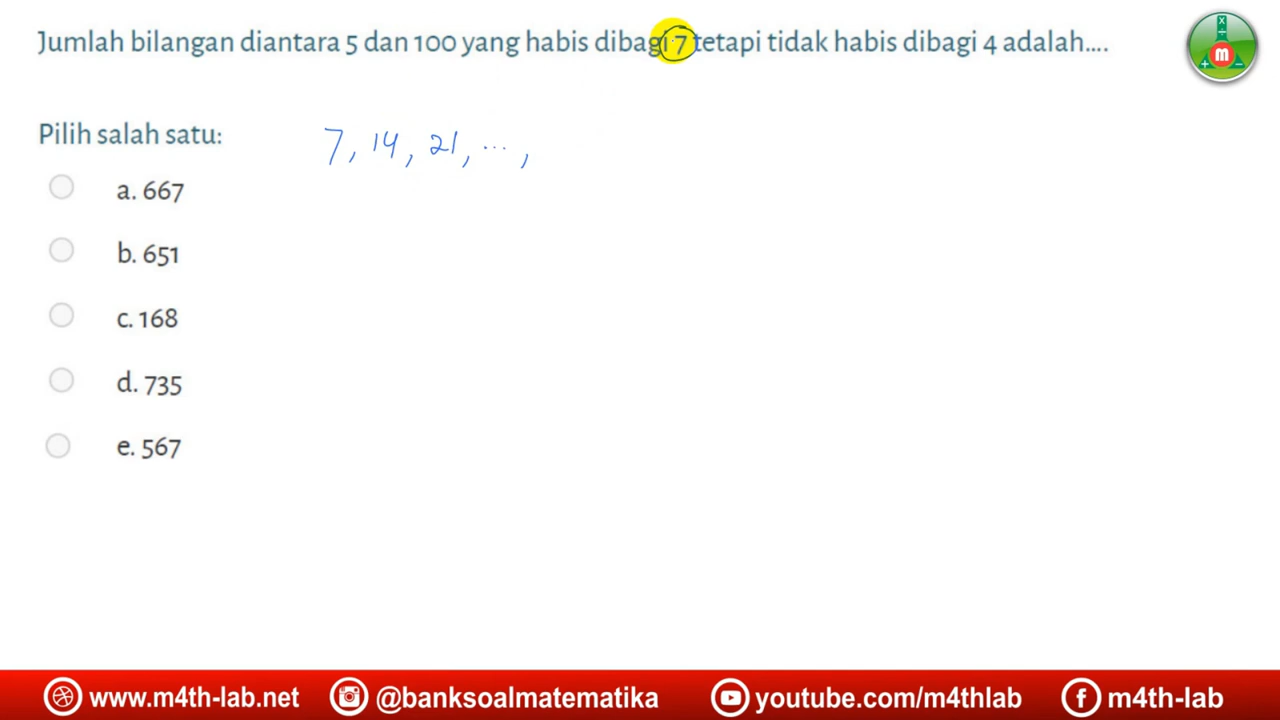 Jumlah bilangan diantara 5 dan 100 yang habis dibagi 7 tetapi tidak habis dibagi 4 adalah....
Pilih salah satu:
7, 14, 21, ... ,
a. 667
b. 651
c. 168
d. 735
e. 567
m
www.m4th-lab.net @banksoalmatematika youtube.com/m4thlab m4th-lab